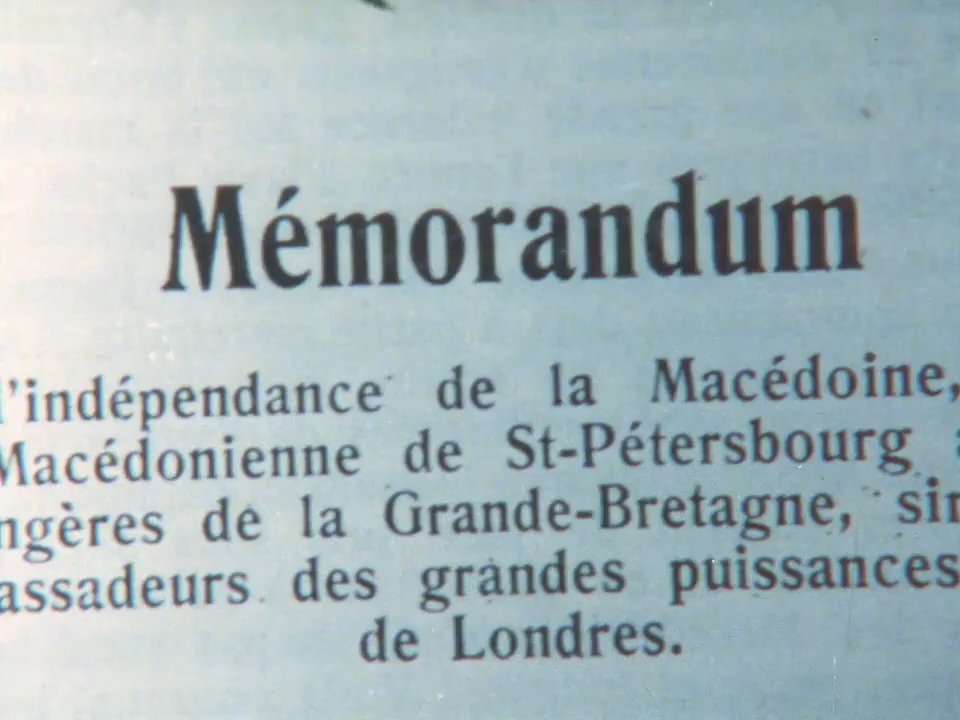 Mémorandum
l'indépendance de la Macédoine,
Macédonienne de St-Pétersbourg
ngères de la Grande-Bretagne, sir
assadeurs des grandes puissances
de Londres.